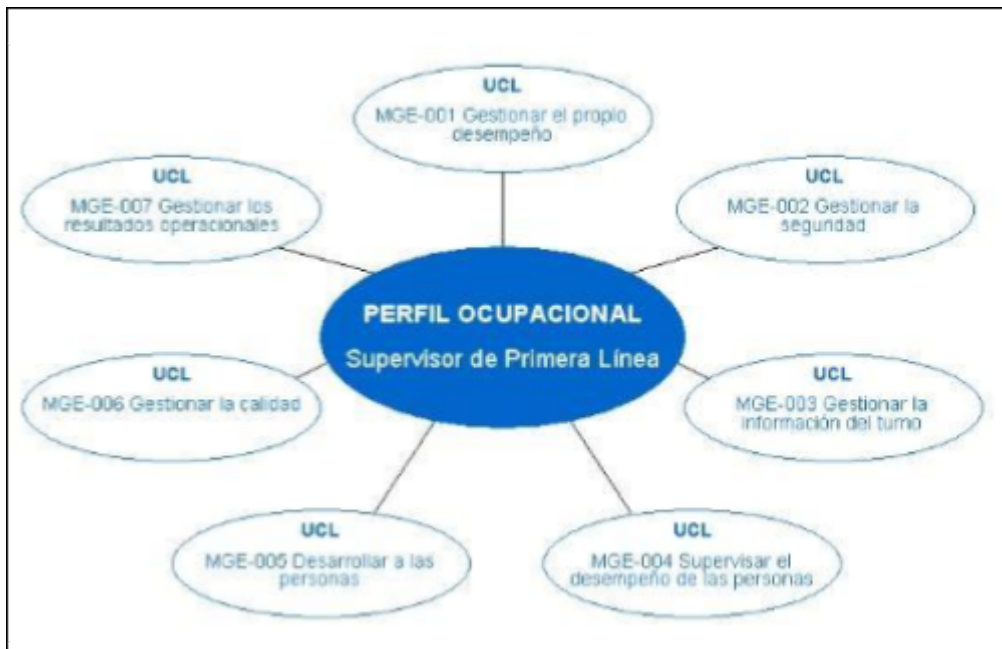 UCL
MGE-001 Gestionar el propio
desempeño
UCL
MGE-007 Gestionar los
resultados operacionales
UCL
MGE-002 Gestionar la
seguridad
PERFIL OCUPACIONAL
Supervisor de Primera Línea
UCL
MGE-006 Gestionar la calidad
UCL
MGE-003 Gestionar la
información del turno
UCL
MGE-005 Desarrollar a las
personas
UCL
MGE-004 Supervisar el
desempeño de las personas